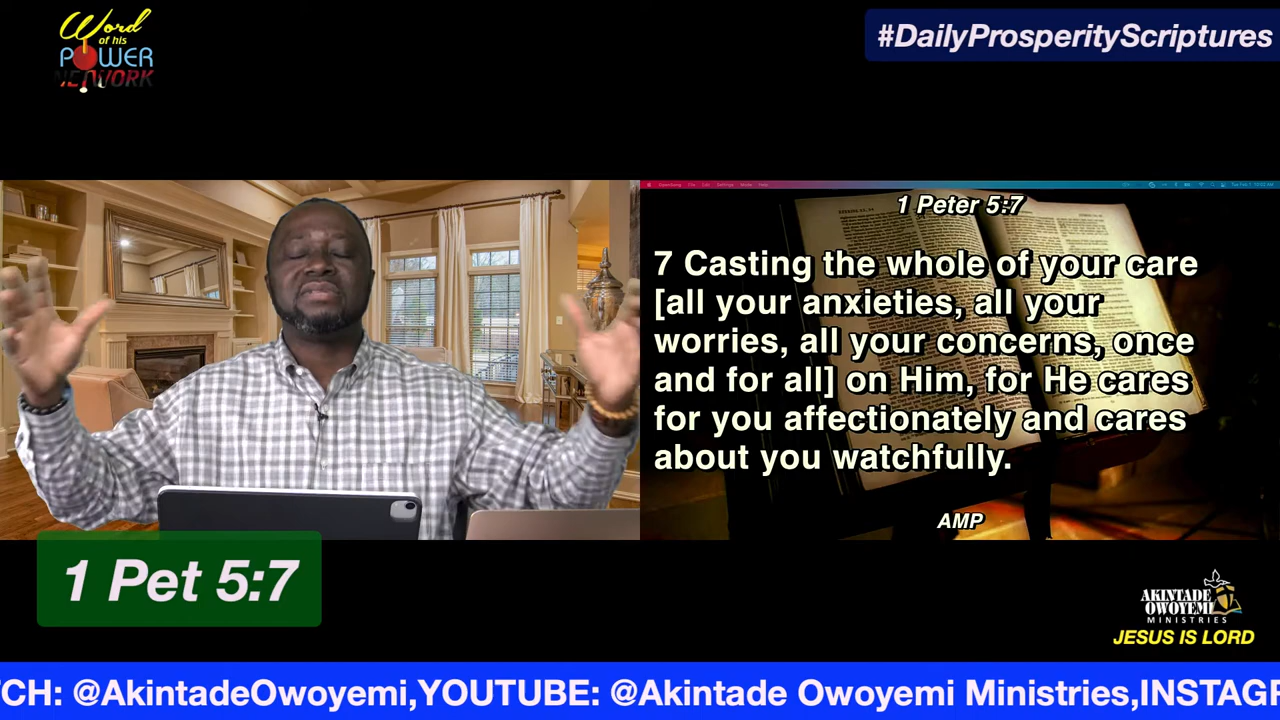 Word
of his
POWER
NETWORK
#DailyProsperityScriptures
1 Peter 5:7
7 Casting the whole of your care
[all your anxieties, all your
worries, all your concerns, once
and for all] on Him, for He cares
for you affectionately and cares
about you watchfully.
AMP
1 Pet 5:7
AKINTADE
OWOYEMI
MINISTRIES
JESUS IS LORD
TCH: @AkintadeOwoyemi,YOUTUBE: @Akintade Owoyemi Ministries,INSTAG